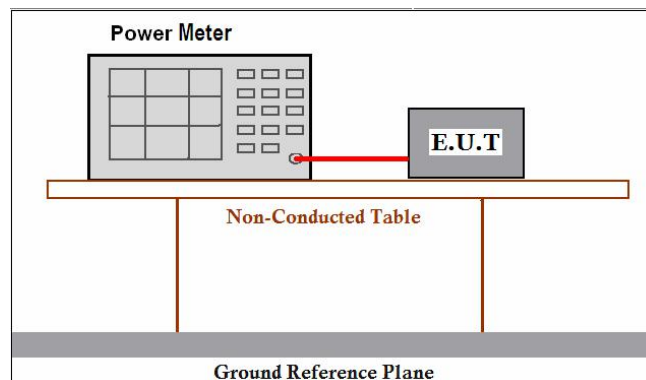 Power Meter
E.U.T
Non-Conducted Table
Ground Reference Plane